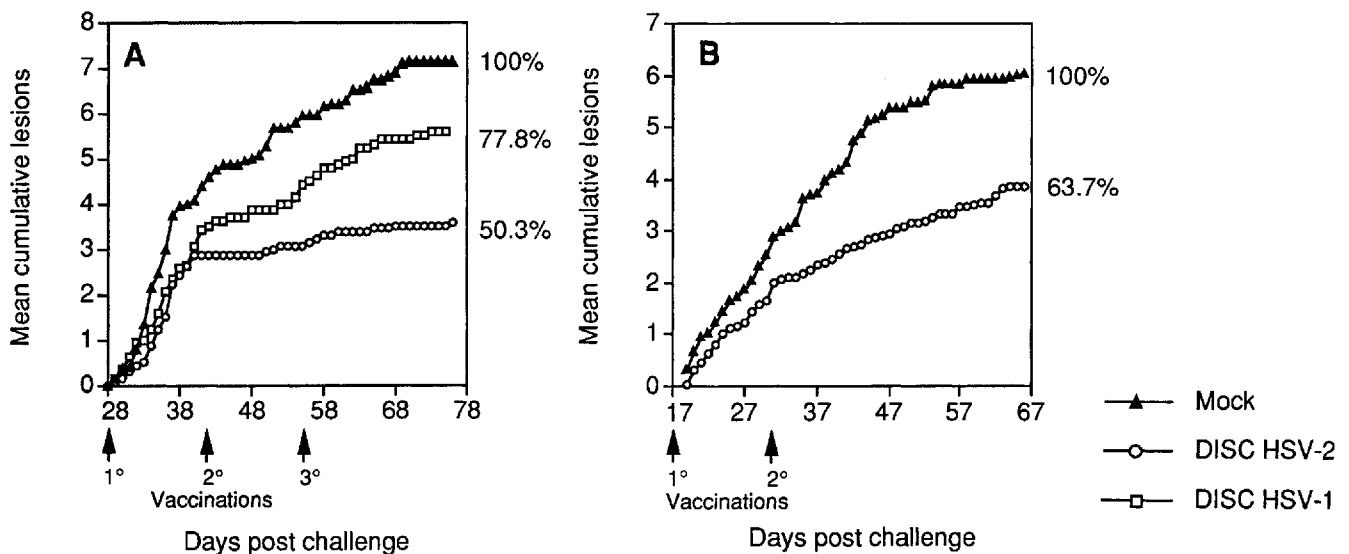 A
Mean cumulative lesions
8
7
6
5
4
3
2
1
0
28 38 48 58 68 78
100%
77.8%
50.3%
1° 2° 3°
Vaccinations
Days post challenge
B
Mean cumulative lesions
7
6
5
4
3
2
1
0
17 27 37 47 57 67
100%
63.7%
1° 2°
Vaccinations
Days post challenge
Mock
DISC HSV-2
DISC HSV-1